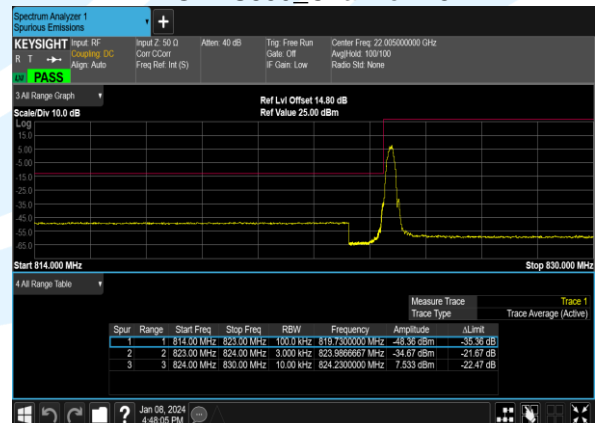 Spectrum Analyzer 1
Spurious Emissions
+
KEYSIGHT Input: RF Input Z: 50 Ω Atten: 40 dB Trig: Free Run Center Freq: 22.005000000 GHz
R T Coupling: DC Corr CCorr Gate: Off Avg|Hold: 100/100
Align: Auto Freq Ref: Int (S) IF Gain: Low Radio Std: None
LV PASS
3 All Range Graph
Ref Lvl Offset 14.80 dB
Scale/Div 10.0 dB Ref Value 25.00 dBm
Log
15.0
5.00
-5.00
-15.0
-25.0
-35.0
-45.0
-55.0
-65.0
Start 814.000 MHz Stop 830.000 MHz
4 All Range Table
Measure Trace Trace 1
Trace Type Trace Average (Active)
Spur Range Start Freq Stop Freq RBW Frequency Amplitude ΔLimit
1 1 814.00 MHz 823.00 MHz 100.0 kHz 819.7300000 MHz -48.36 dBm -35.36 dB
2 2 823.00 MHz 824.00 MHz 3.000 kHz 823.9866667 MHz -34.67 dBm -21.67 dB
3 3 824.00 MHz 830.00 MHz 10.00 kHz 824.2300000 MHz 7.533 dBm -22.47 dB
? Jan 08, 2024
4:48:05 PM